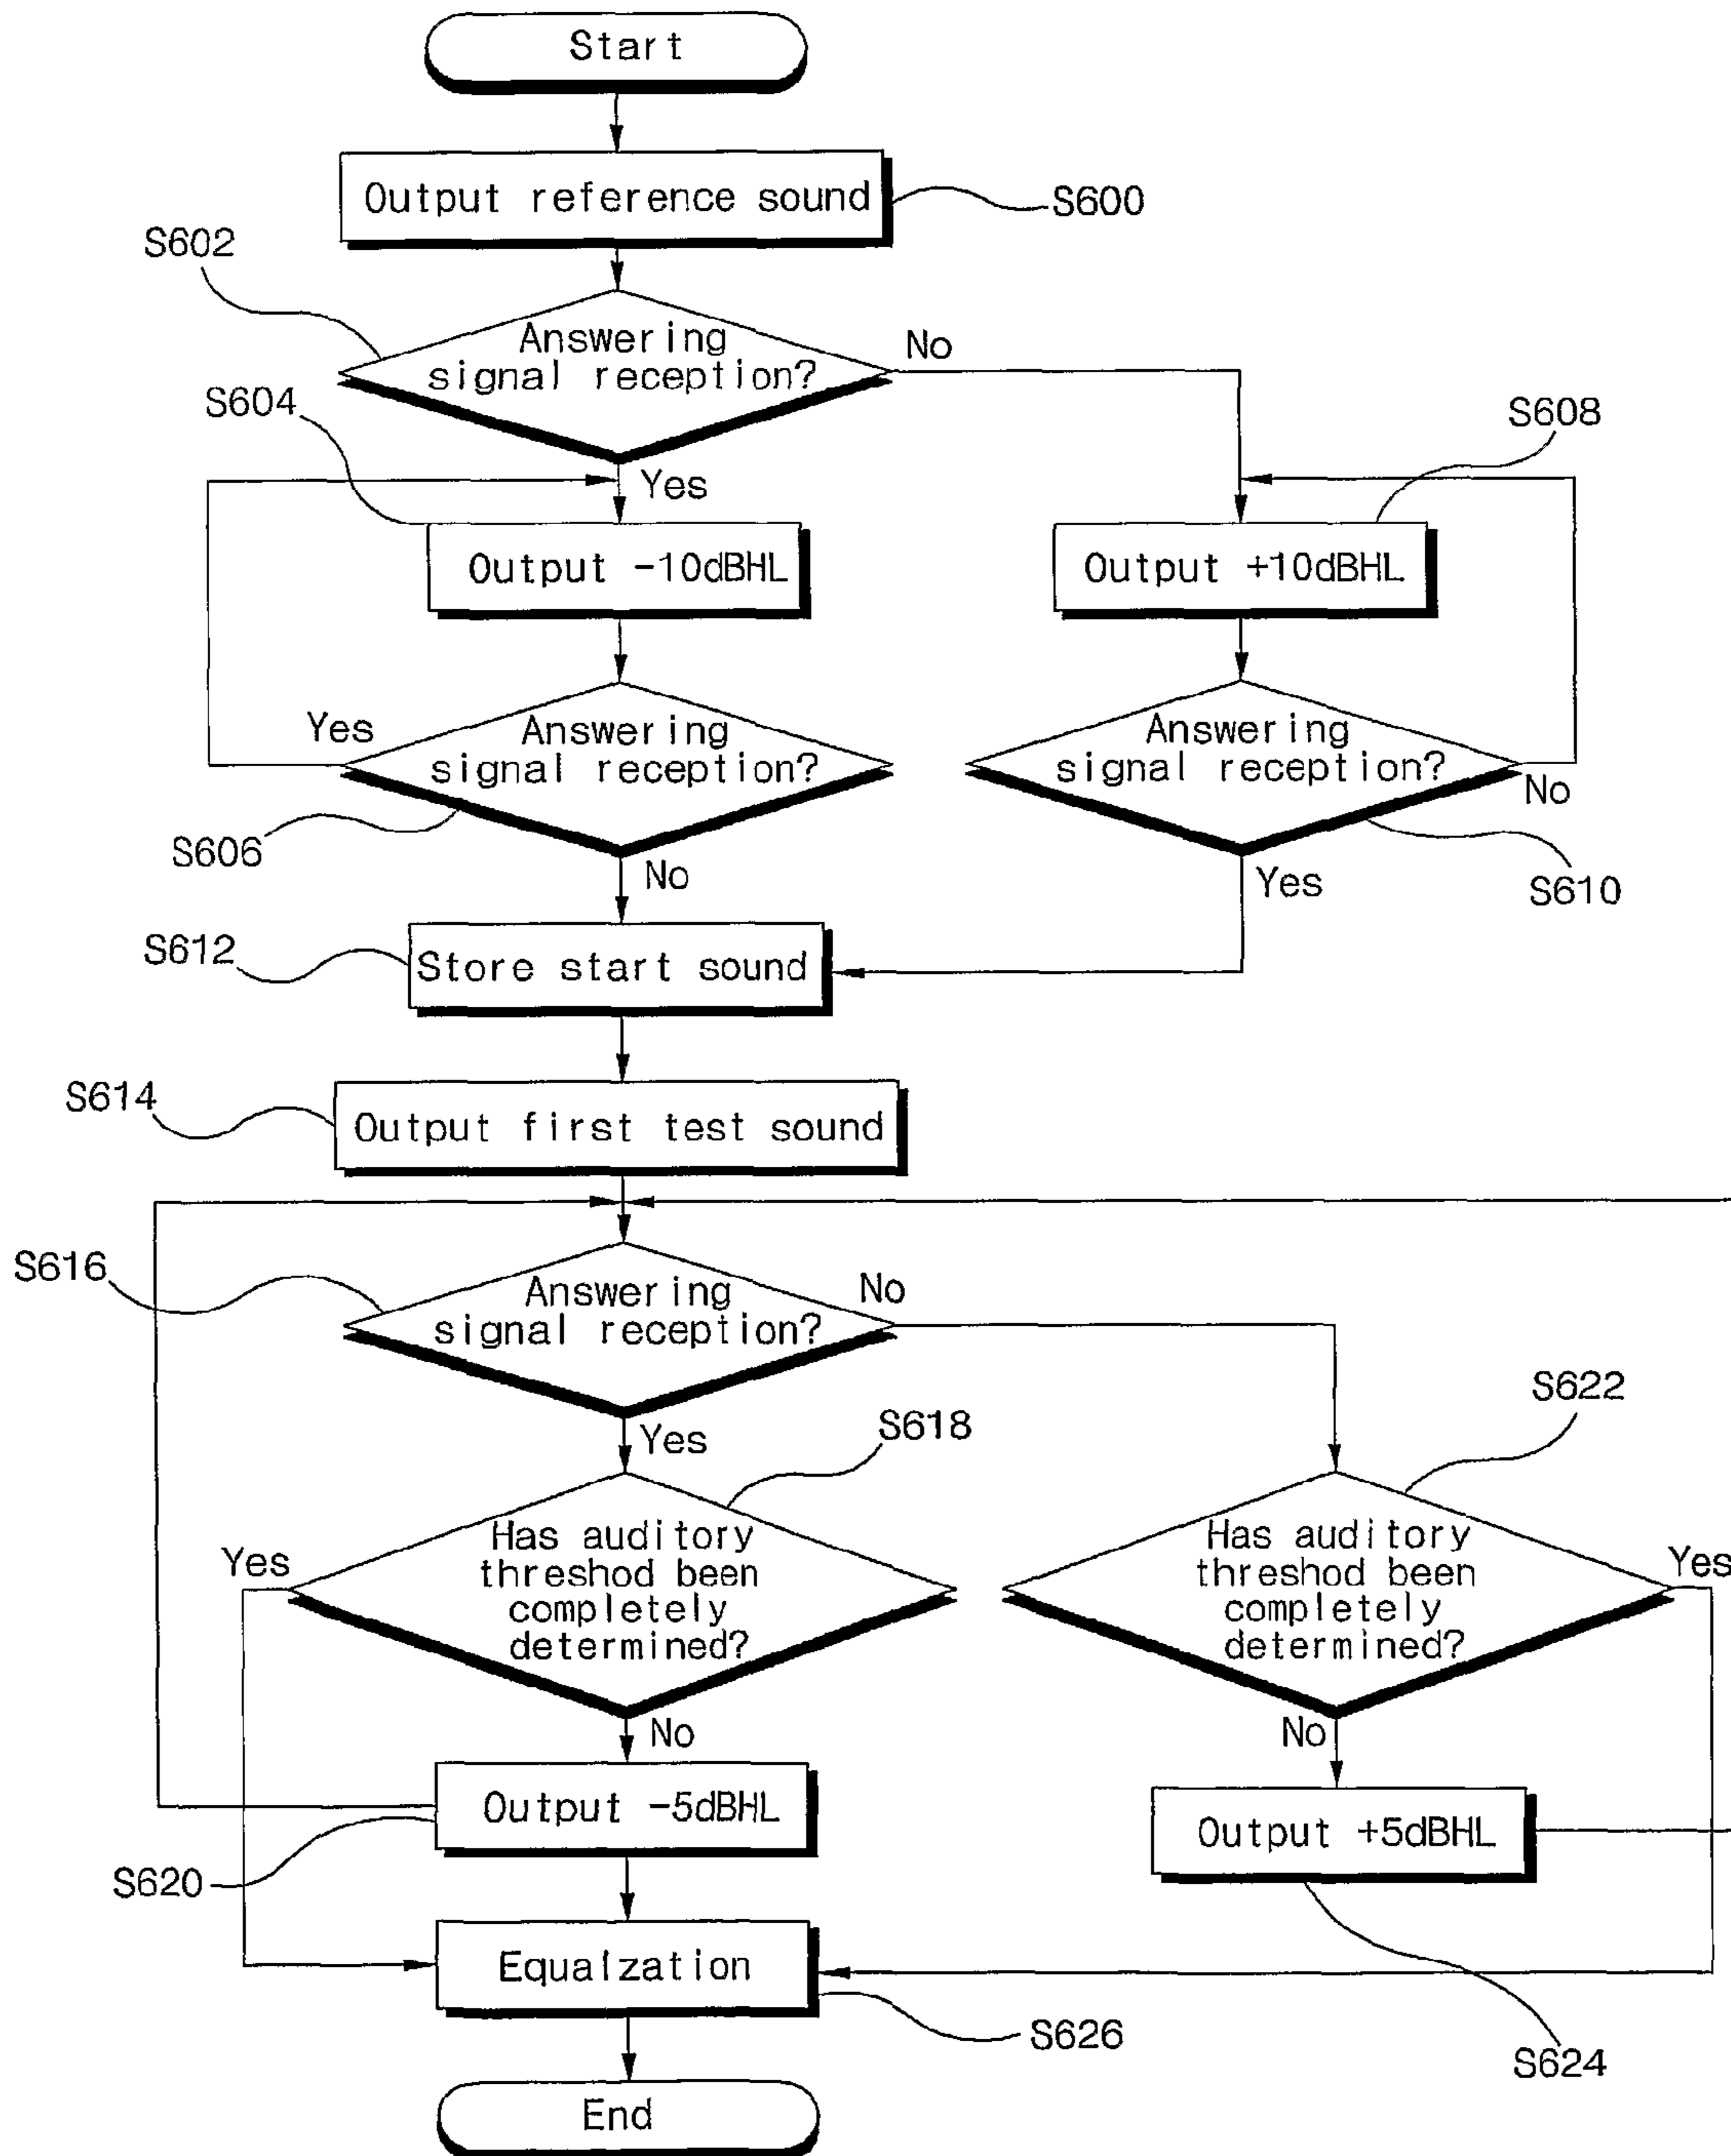 Start
Output reference sound
S600
S602
Answering
signal reception?
No
S604
Yes
S608
Output -10dBHL
Output +10dBHL
Yes
Answering
signal reception?
Answering
signal reception?
No
S606
No
Yes
S610
S612
Store start sound
S614
Output first test sound
S616
Answering
signal reception?
No
Yes
S618
S622
Yes
Has auditory
threshod been
completely
determined?
Has auditory
threshod been
completely
determined?
Yes
No
No
Output -5dBHL
Output +5dBHL
S620
Equalzation
S626
S624
End